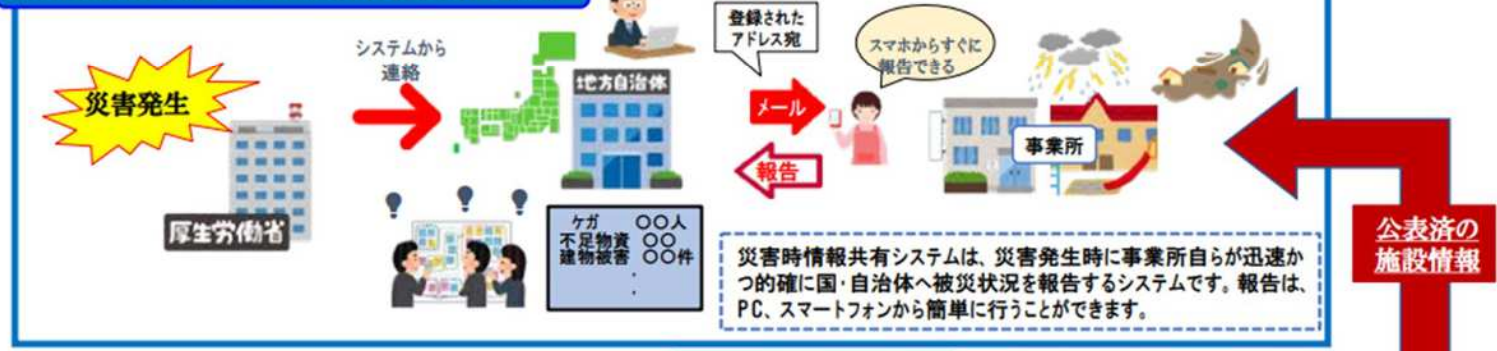 災害発生
厚生労働省
システムから
連絡
地方自治体
登録された
アドレス宛
メール
報告
スマホからすぐに
報告できる
事業所
ケガ 〇〇人
不足物資 〇〇
建物被害 〇〇件
・
・
災害時情報共有システムは、災害発生時に事業所自らが迅速か
つ的確に国・自治体へ被災状況を報告するシステムです。報告は、
PC、スマートフォンから簡単に行うことができます。
公表済の
施設情報